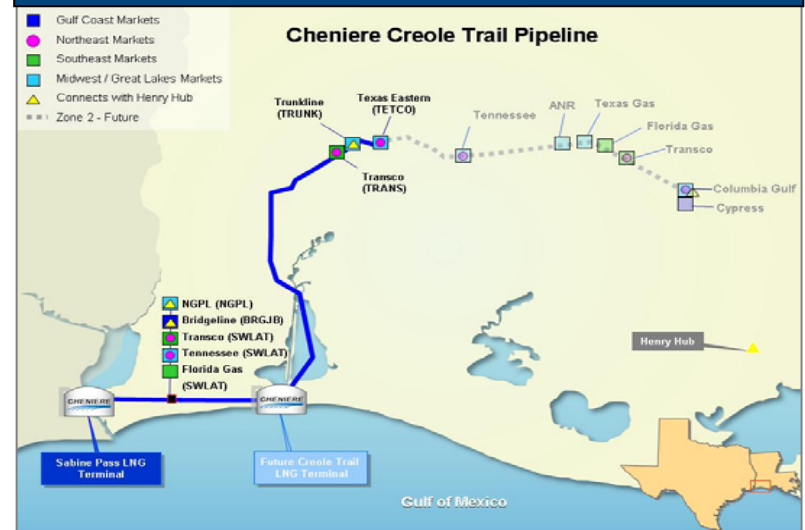 Gulf Coast Markets
Northeast Markets
Southeast Markets
Midwest / Great Lakes Markets
Connects with Henry Hub
Zone 2 - Future
Cheniere Creole Trail Pipeline
Trunkline
(TRUNK)
Texas Eastern
(TETCO)
Tennessee
ANR
Texas Gas
Florida Gas
Transco
Transco
(TRANS)
Columbia Gulf
Cypress
NGPL (NGPL)
Bridgeline (BRGJB)
Transco (SWLAT)
Tennessee (SWLAT)
Florida Gas
(SWLAT)
Henry Hub
CHENIERE
CHENIERE
Sabine Pass LNG
Terminal
Future Creole Trail
LNG Terminal
Gulf of Mexico